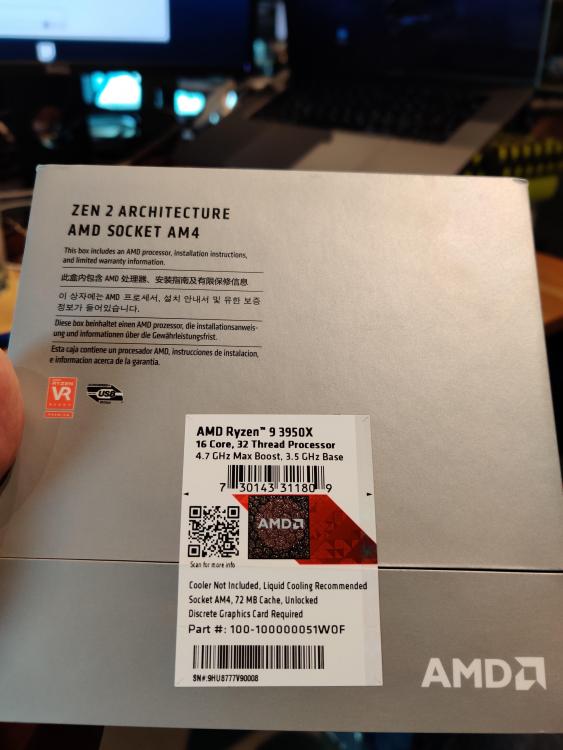 ZEN 2 ARCHITECTURE
AMD SOCKET AM4
This box includes an AMD processor, installation instructions,
and limited warranty information.
此盒内包含 AMD 处理器、安装指南及有限保修信息
이 상자에는 AMD 프로세서, 설치 안내서 및 유한 보증
정보가 들어있습니다.
Diese box beinhaltet einen AMD prozessor, die installationsanweis-
ung und informationen über die Gewährleistungsfrist.
Esta caja contiene un procesador AMD, instrucciones de instalacion,
e informacion acerca de la garantía.
RYZEN
VR
PREMIUM
USB
AMD Ryzen™ 9 3950X
16 Core, 32 Thread Processor
4.7 GHz Max Boost, 3.5 GHz Base
7 30143 31180 9
AMD
Scan for more info
Cooler Not Included, Liquid Cooling Recommended
Socket AM4, 72 MB Cache, Unlocked
Discrete Graphics Card Required
Part #: 100-100000051WOF
SN#:9HU8777V90008
AMD